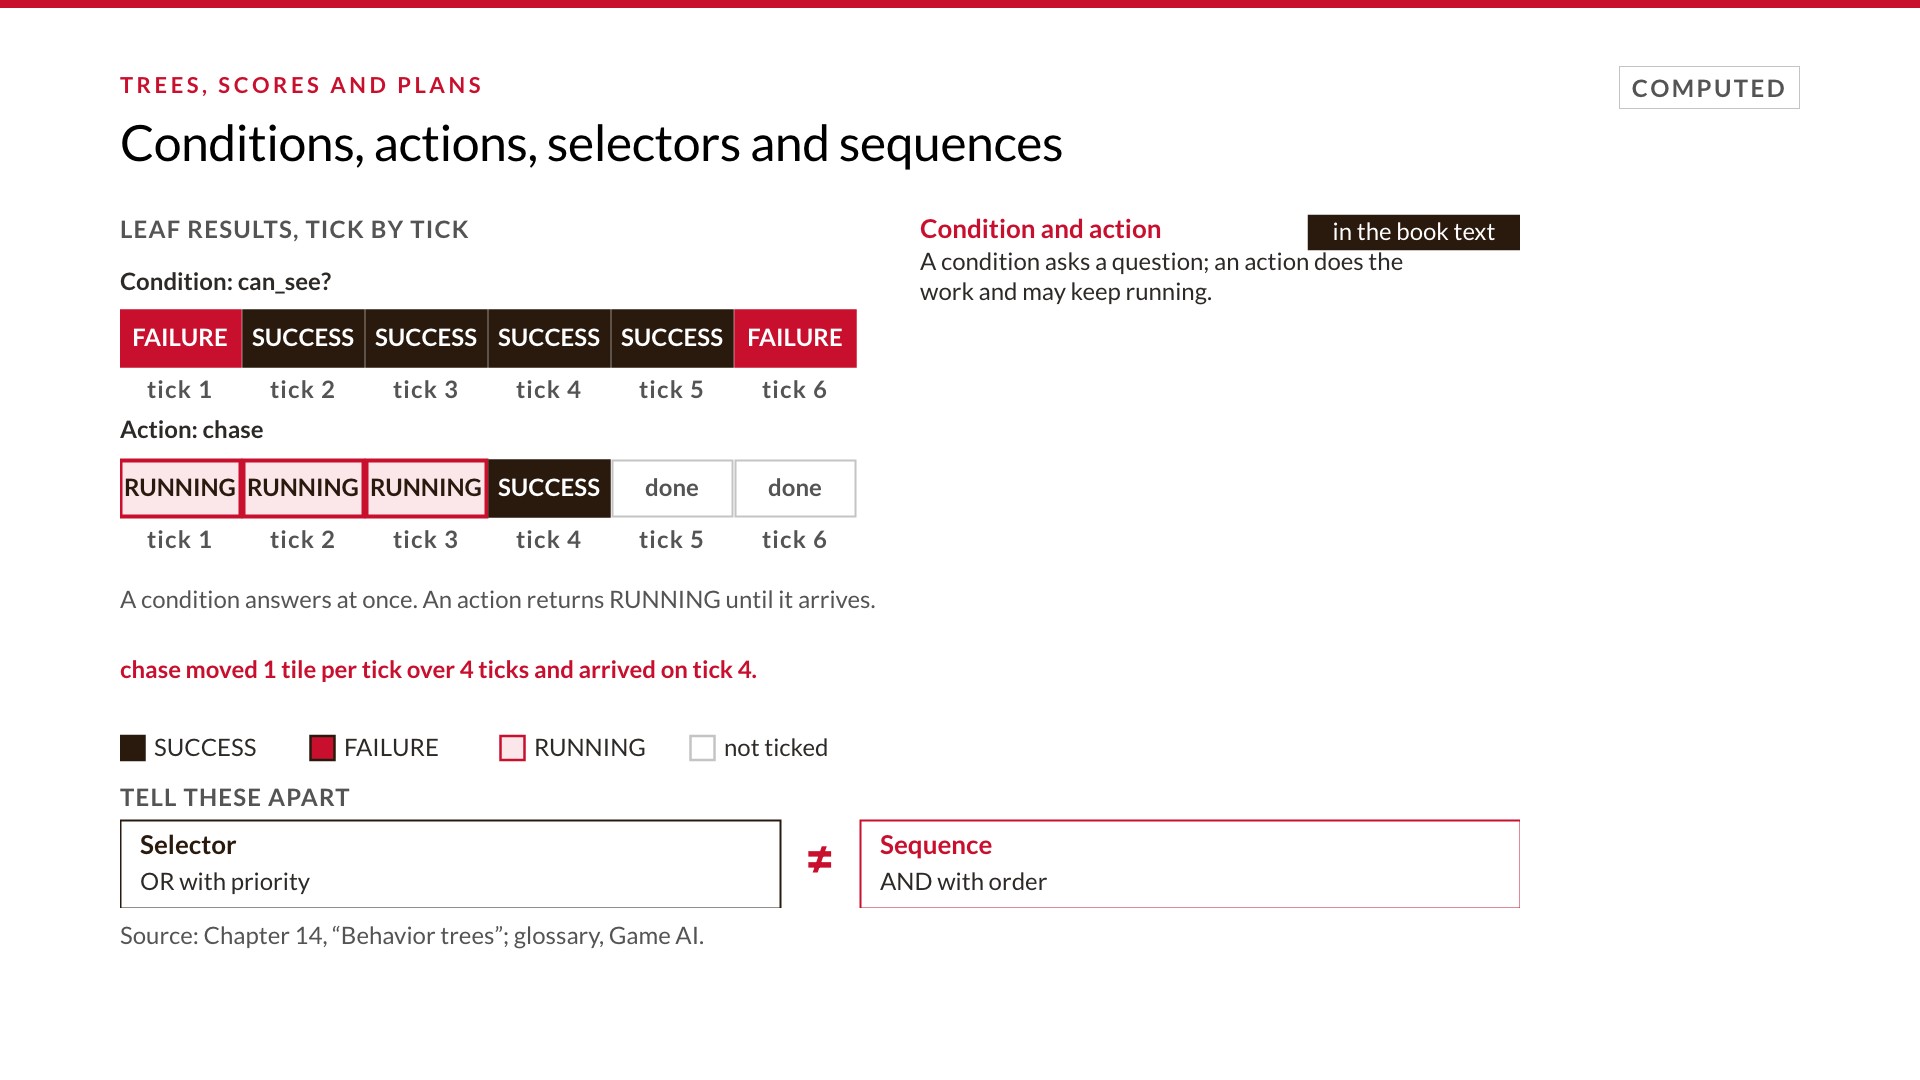 TREES, SCORES AND PLANS
COMPUTED
Conditions, actions, selectors and sequences
LEAF RESULTS, TICK BY TICK
Condition: can_see?
FAILURE SUCCESS SUCCESS SUCCESS SUCCESS FAILURE
tick 1 tick 2 tick 3 tick 4 tick 5 tick 6
Action: chase
RUNNING RUNNING RUNNING SUCCESS done done
tick 1 tick 2 tick 3 tick 4 tick 5 tick 6
A condition answers at once. An action returns RUNNING until it arrives.
chase moved 1 tile per tick over 4 ticks and arrived on tick 4.
SUCCESS FAILURE RUNNING not ticked
Condition and action
in the book text
A condition asks a question; an action does the
work and may keep running.
TELL THESE APART
Selector
OR with priority
≠
Sequence
AND with order
Source: Chapter 14, “Behavior trees”; glossary, Game AI.